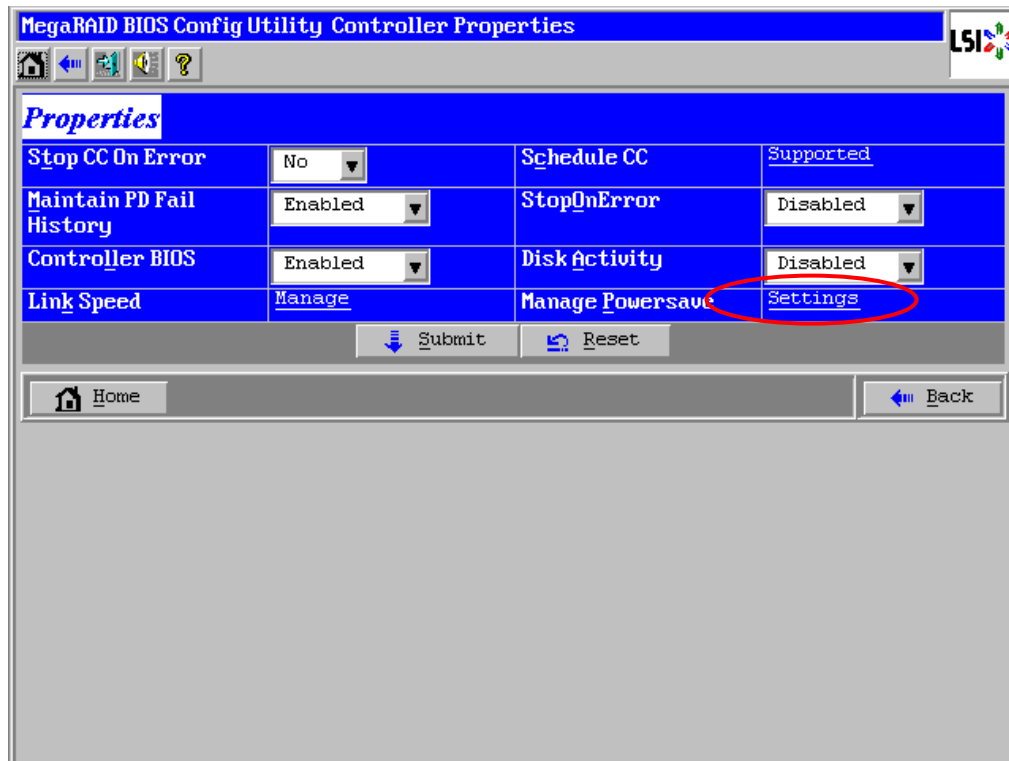 MegaRAID BIOS Config Utility Controller Properties
LSI
Properties
Stop CC On Error No Schedule CC Supported
Maintain PD Fail History Enabled StopOnError Disabled
Controller BIOS Enabled Disk Activity Disabled
Link Speed Manage Manage Powersave Settings
Submit Reset
Home Back